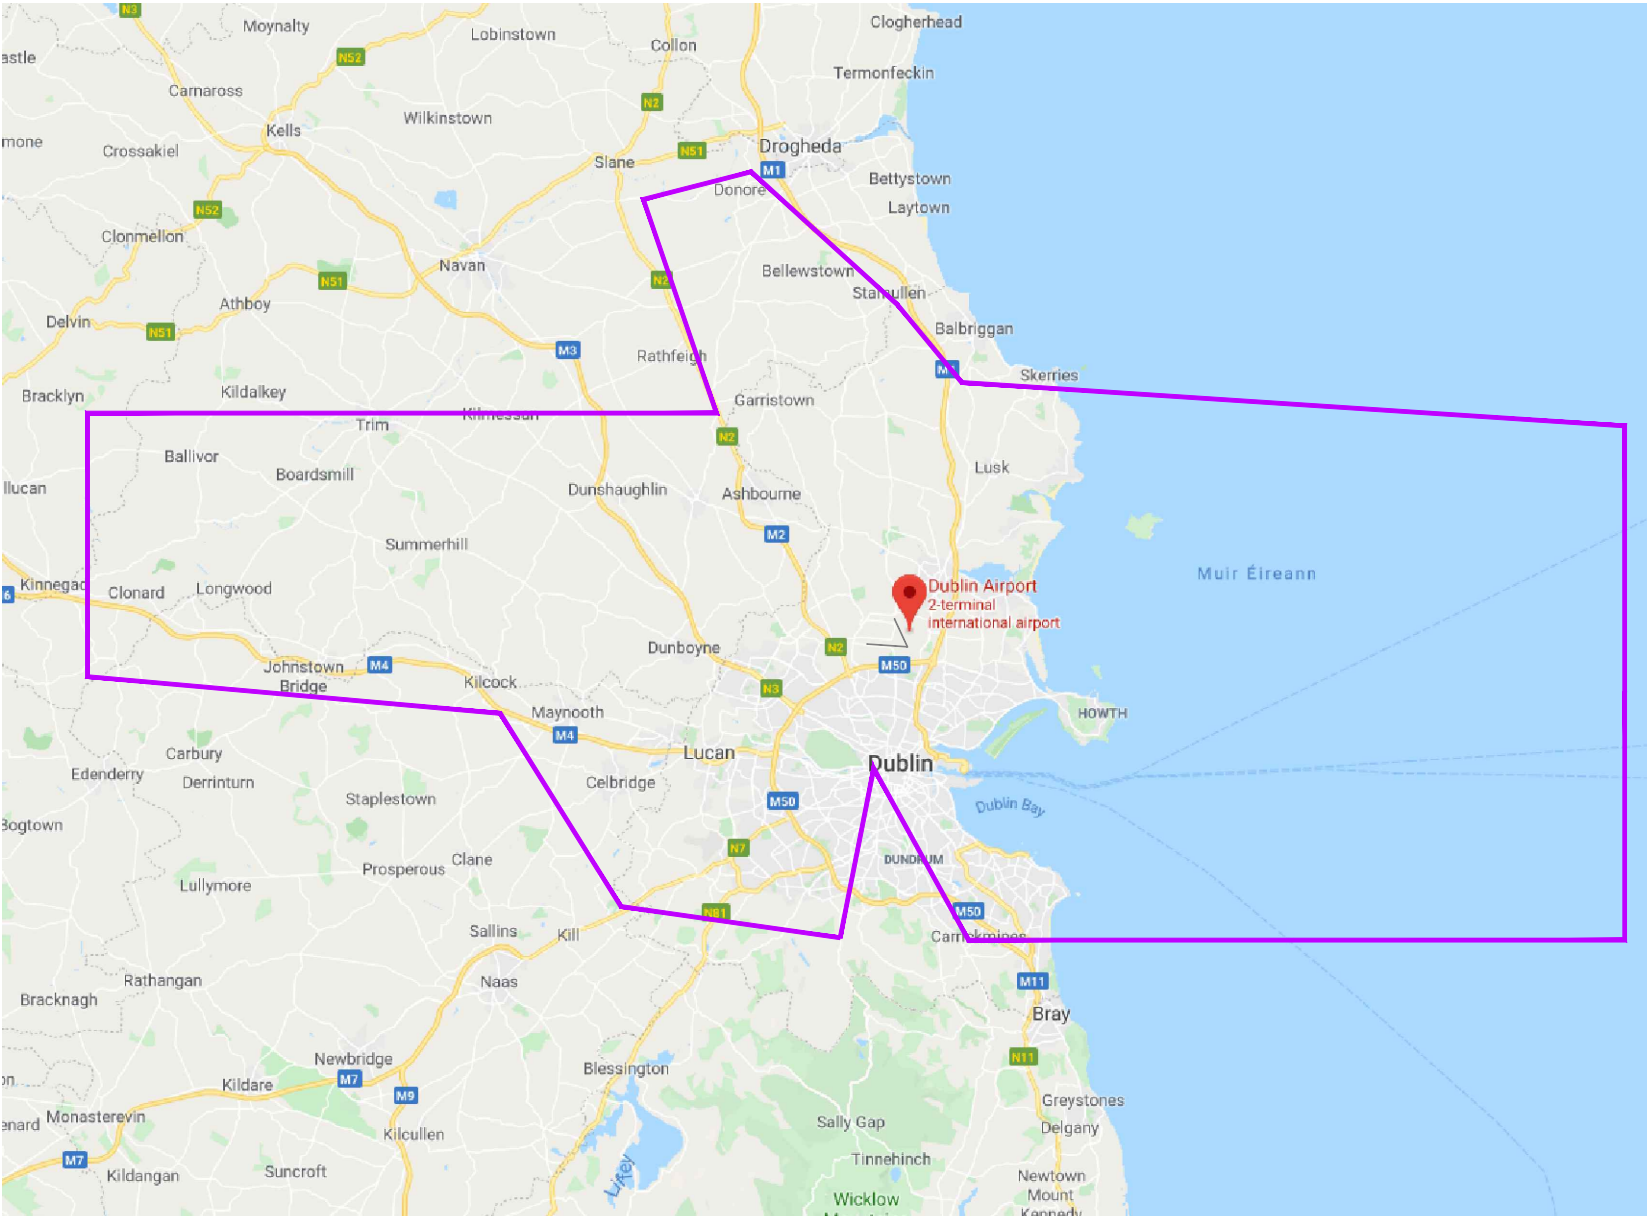 N3
Moynalty
Lobinstown
Clogherhead
Collon
astle
N52
Termonfeckin
Carnaross
N2
Wilkinstown
Kells
mone
Crossakiel
Drogheda
N51
Slane
M1
Bettystown
Donore
N52
Laytown
Clonmellon
Navan
Bellewstown
N51
N2
Stamullen
Athboy
Delvin
N51
Balbriggan
M3
Rathfeigh
Skerries
Bracklyn
Kildalkey
Garristown
Kilmessan
Trim
N2
Ballivor
Lusk
Boardsmill
llucan
Dunshaughlin
Ashbourne
M2
Summerhill
Muir Éireann
Kinnegad
Dublin Airport
2-terminal
international airport
6
Clonard
Longwood
Dunboyne
N2
M50
Johnstown
Bridge
M4
Kilcock
N3
Maynooth
HOWTH
M4
Lucan
Carbury
Dublin
Edenderry
Derrinturn
Celbridge
Staplestown
M50
Dublin Bay
Bogtown
N7
Clane
DUNDRUM
Prosperous
Lullymore
N81
M50
Sallins
Kill
Carrickmines
Rathangan
Naas
M11
Bracknagh
Bray
Newbridge
N11
Blessington
M7
Kildare
M9
Greystones
Monasterevin
enard
Sally Gap
Delgany
Kilcullen
M7
Kildangan
Suncroft
Liffey
Tinnehinch
Newtown
Mount
Kennedy
Wicklow